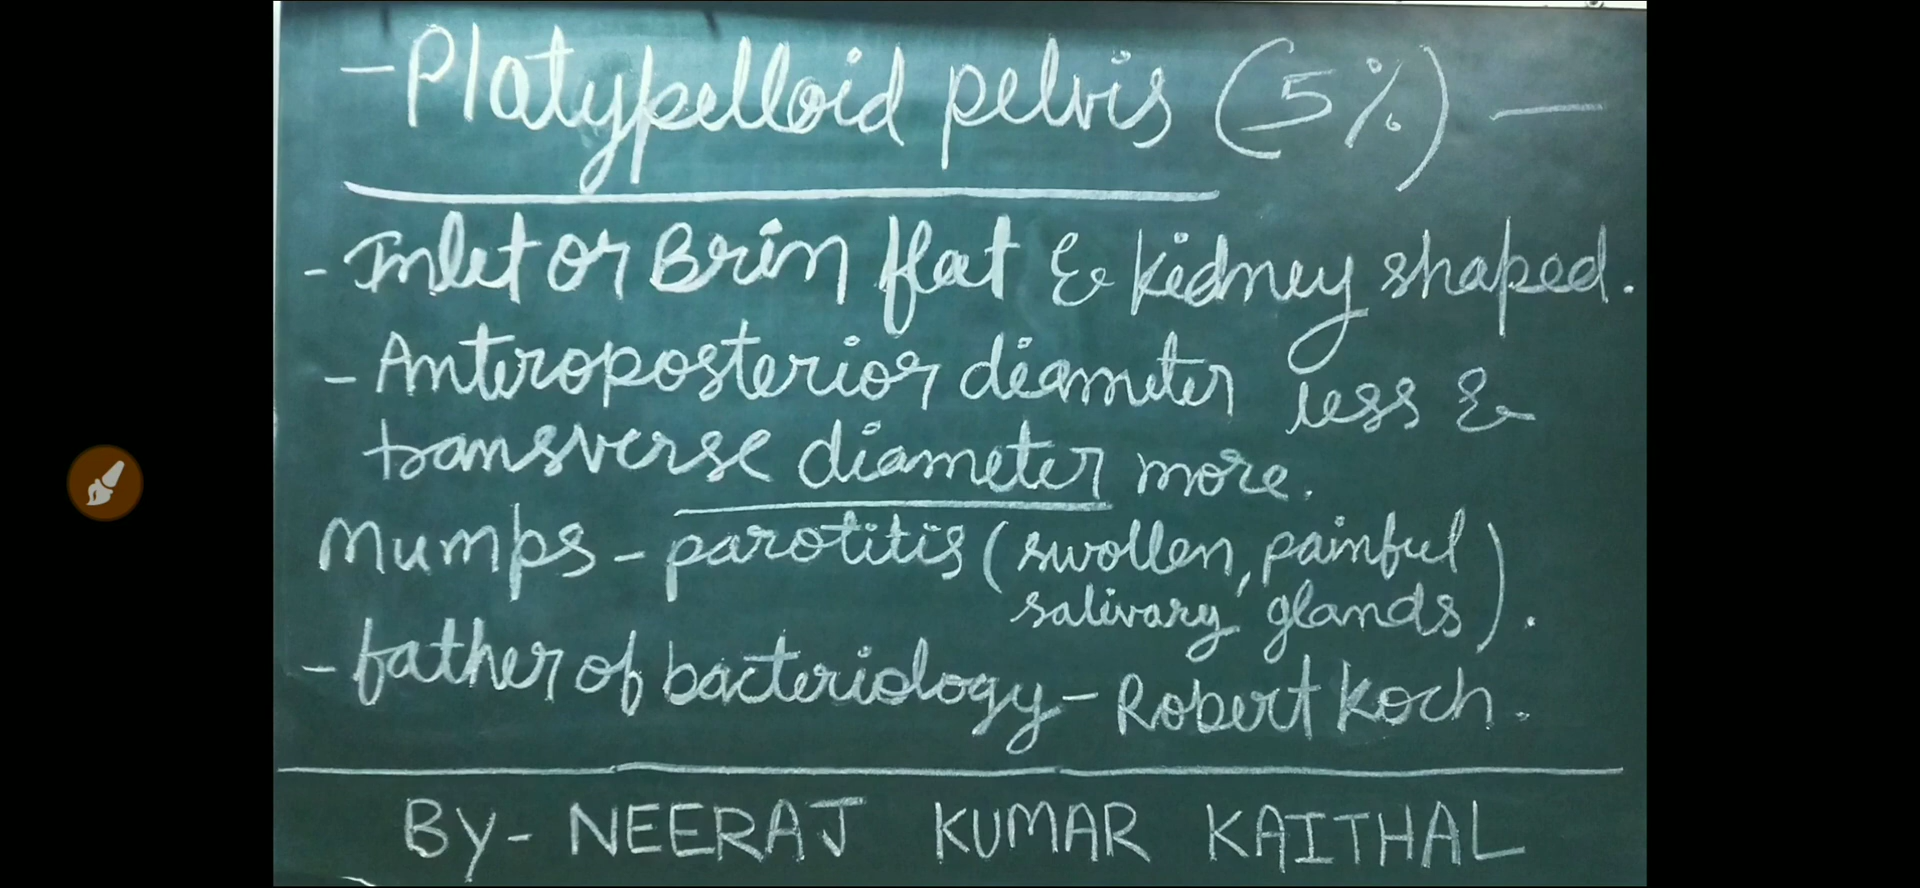 - Platypelloid pelvis (5%) —
- Inlet or Brim flat & kidney shaped.
- Anteroposterior diameter less &
transverse diameter more.
Mumps - parotitis (swollen, painful
salivary glands).
- father of bacteriology - Robert Koch.
By - NEERAJ KUMAR KAITHAL